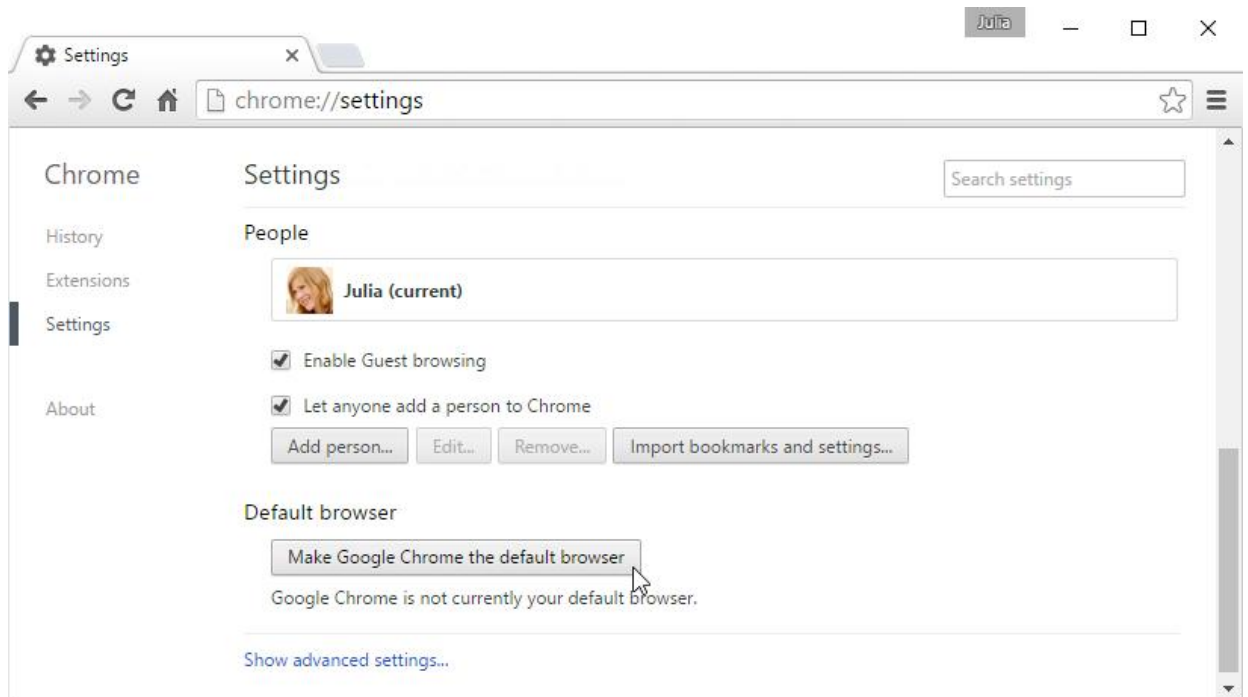 Julia
Settings
chrome://settings
Chrome
Settings
Search settings
History
Extensions
Settings
About
People
Julia (current)
Enable Guest browsing
Let anyone add a person to Chrome
Add person... Edit... Remove... Import bookmarks and settings...
Default browser
Make Google Chrome the default browser
Google Chrome is not currently your default browser.
Show advanced settings...